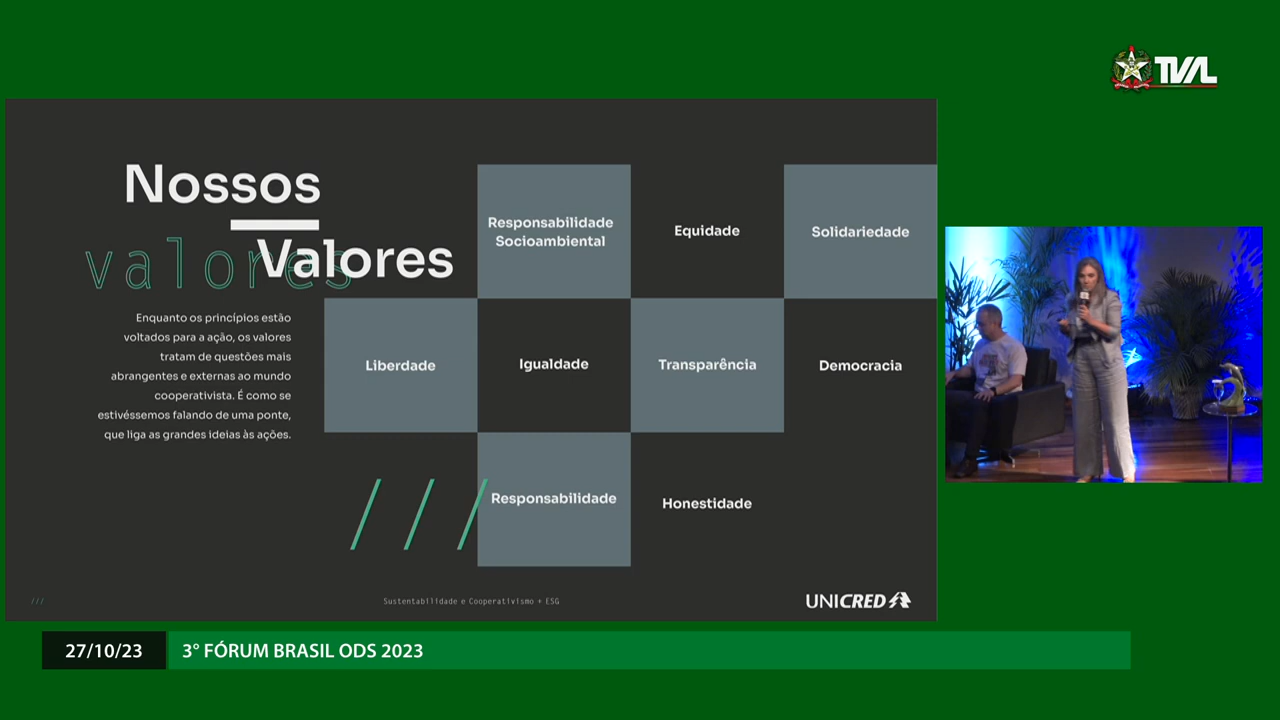 TVAL
Nossos
valores
Valores
Enquanto os princípios estão
voltados para a ação, os valores
tratam de questões mais
abrangentes e externas ao mundo
cooperativista. É como se
estivéssemos falando de uma ponte,
que liga as grandes ideias às ações.
Responsabilidade
Socioambiental
Equidade
Solidariedade
Liberdade
Igualdade
Transparência
Democracia
Responsabilidade
Honestidade
///
Sustentabilidade e Cooperativismo + ESG
UNICRED
27/10/23
3° FÓRUM BRASIL ODS 2023